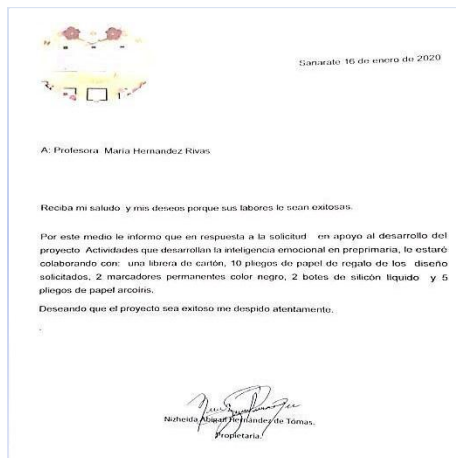 Sanarate 16 de enero de 2020
A: Profesora Maria Hernandez Rivas
Reciba mi saludo y mis deseos porque sus labores le sean exitosas.
Por este medio le informo que en respuesta a la solicitud en apoyo al desarrollo del
proyecto Actividades que desarrollan la inteligencia emocional en preprimaria, le estaré
colaborando con: una librera de cartón, 10 pliegos de papel de regalo de los diseño
solicitados, 2 marcadores permanentes color negro, 2 botes de silicón líquido y 5
pliegos de papel arcoíris.
Deseando que el proyecto sea exitoso me despido atentamente.
.
Nizheida Abigail Hernández de Tómas.
Propietaria.